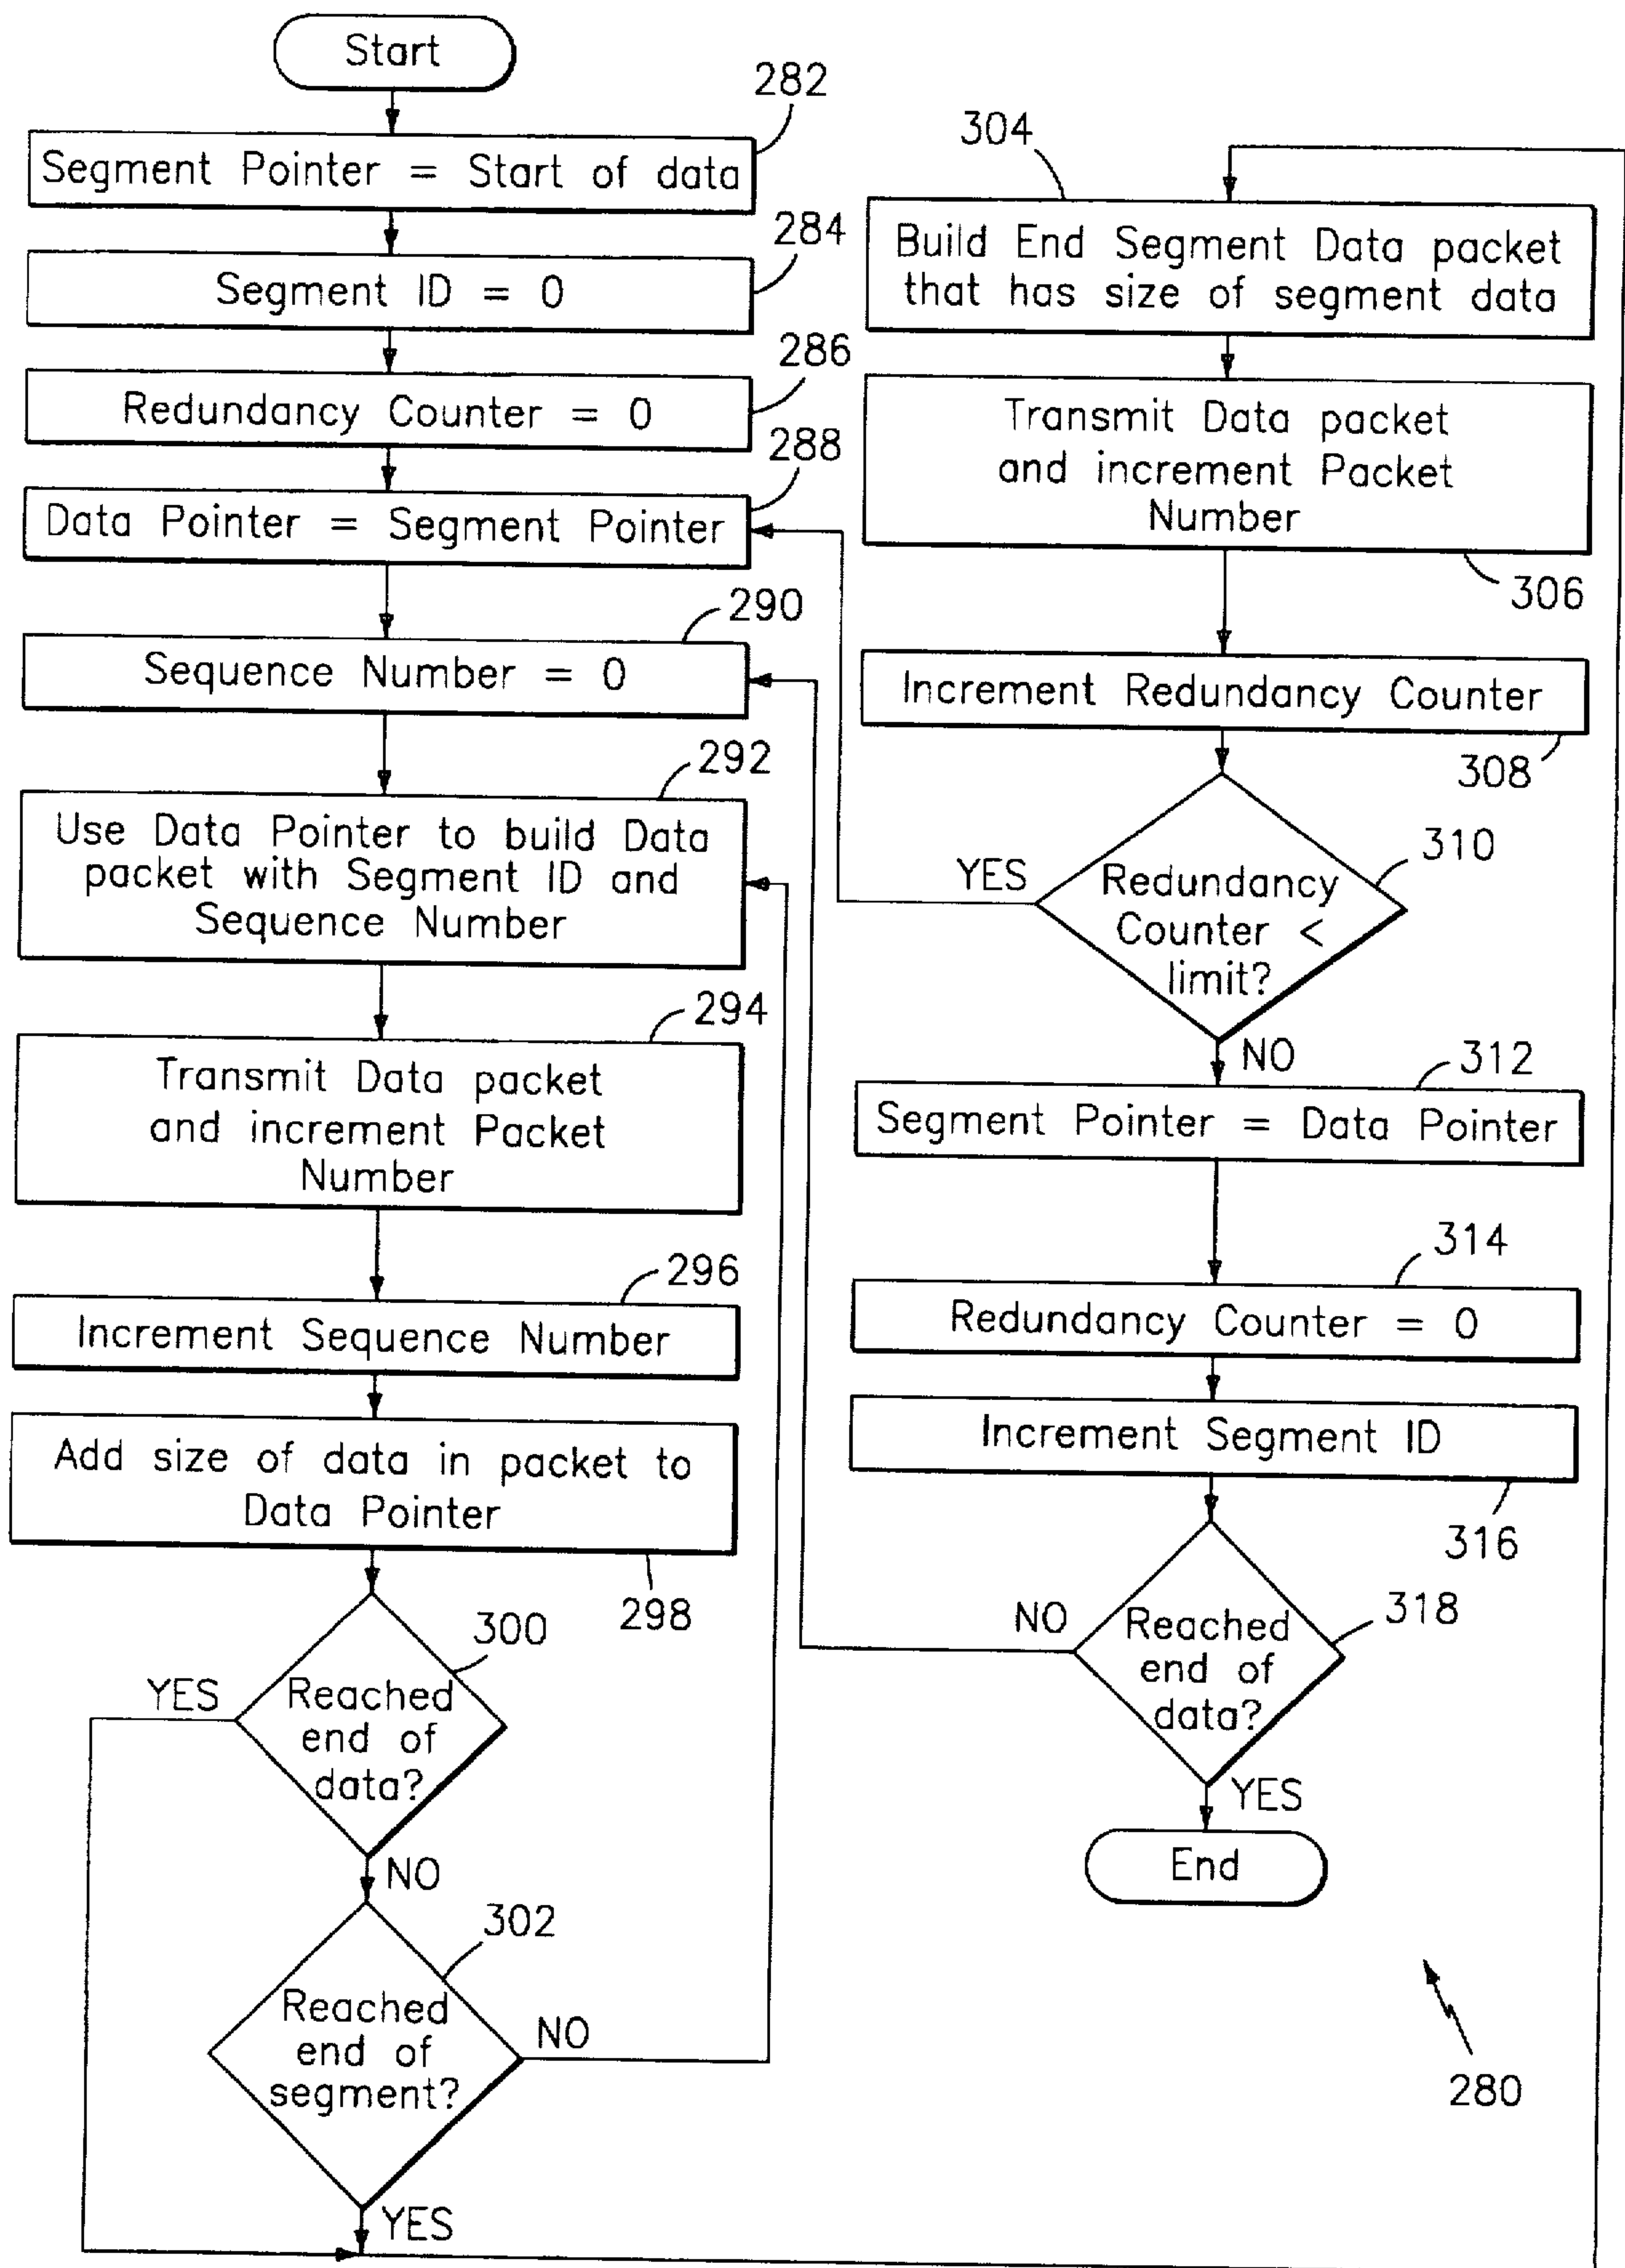 Start
282
Segment Pointer = Start of data
284
Segment ID = 0
286
Redundancy Counter = 0
288
Data Pointer = Segment Pointer
290
Sequence Number = 0
292
Use Data Pointer to build Data
packet with Segment ID and
Sequence Number
294
Transmit Data packet
and increment Packet
Number
296
Increment Sequence Number
Add size of data in packet to
Data Pointer
298
300
YES
Reached
end of
data?
NO
302
Reached
end of
segment?
NO
YES
304
Build End Segment Data packet
that has size of segment data
Transmit Data packet
and increment Packet
Number
306
Increment Redundancy Counter
308
310
YES
Redundancy
Counter <
limit?
NO
312
Segment Pointer = Data Pointer
314
Redundancy Counter = 0
Increment Segment ID
316
318
NO
Reached
end of
data?
YES
End
280